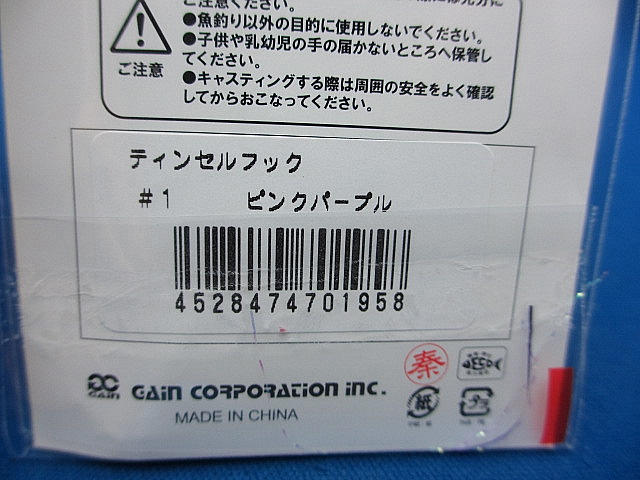 ご注意ください。
●魚釣り以外の目的に使用しないでください。
●子供や乳幼児の手の届かないところへ保管し
てください。
●キャスティングする際は周囲の安全をよく確認
してからおこなってください。
ご注意
ティンセルフック
#1 ピンクパープル
4528474701958
秦
GAIN
GAIN CORPORATION INC.
紙
MADE IN CHINA